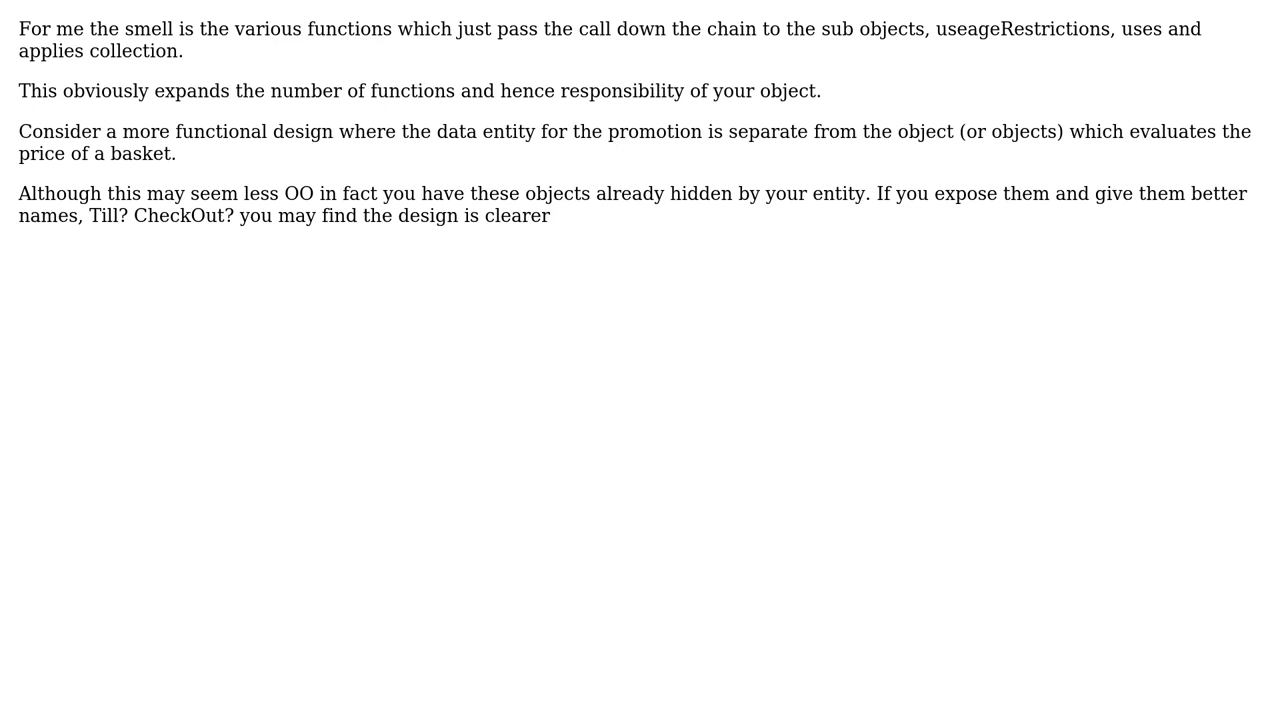 For me the smell is the various functions which just pass the call down the chain to the sub objects, useageRestrictions, uses and
applies collection.
This obviously expands the number of functions and hence responsibility of your object.
Consider a more functional design where the data entity for the promotion is separate from the object (or objects) which evaluates the
price of a basket.
Although this may seem less OO in fact you have these objects already hidden by your entity. If you expose them and give them better
names, Till? CheckOut? you may find the design is clearer